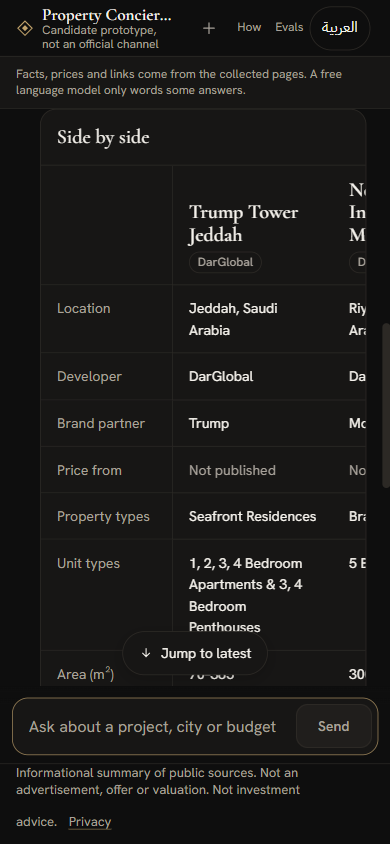 Property Concier...
Candidate prototype,
not an official channel
+
How
Evals
العربية
Facts, prices and links come from the collected pages. A free
language model only words some answers.
Side by side
Trump Tower
Jeddah
DarGlobal
Location
Jeddah, Saudi
Arabia
Developer
DarGlobal
Brand partner
Trump
Price from
Not published
Property types
Seafront Residences
Unit types
1, 2, 3, 4 Bedroom
Apartments & 3, 4
Bedroom
Penthouses
5
↓ Jump to latest
Area (m²)
Ask about a project, city or budget
Send
Informational summary of public sources. Not an
advertisement, offer or valuation. Not investment
advice. Privacy